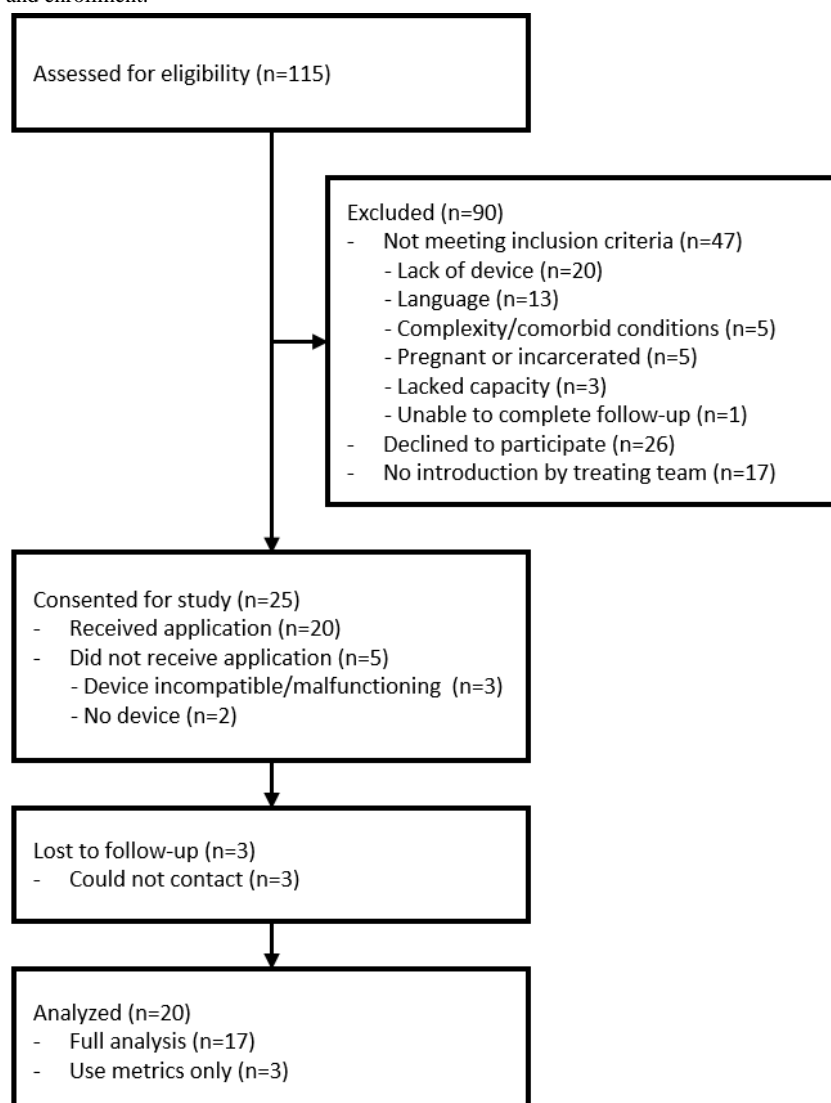 and enrollment.
Assessed for eligibility (n=115)
Excluded (n=90)
- Not meeting inclusion criteria (n=47)
- Lack of device (n=20)
- Language (n=13)
- Complexity/comorbid conditions (n=5)
- Pregnant or incarcerated (n=5)
- Lacked capacity (n=3)
- Unable to complete follow-up (n=1)
- Declined to participate (n=26)
- No introduction by treating team (n=17)
Consented for study (n=25)
- Received application (n=20)
- Did not receive application (n=5)
- Device incompatible/malfunctioning (n=3)
- No device (n=2)
Lost to follow-up (n=3)
- Could not contact (n=3)
Analyzed (n=20)
- Full analysis (n=17)
- Use metrics only (n=3)